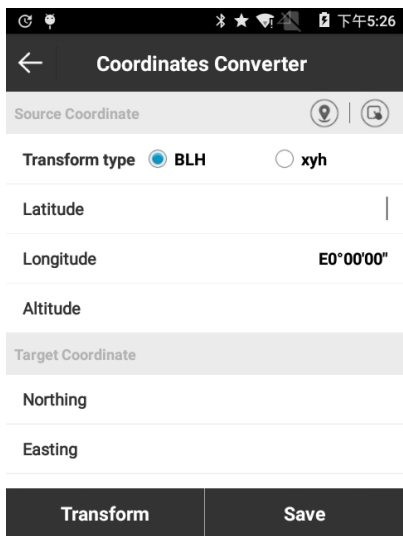 下午5:26
Coordinates Converter
Source Coordinate
Transform type BLH xyh
Latitude
Longitude E0°00'00"
Altitude
Target Coordinate
Northing
Easting
Transform Save